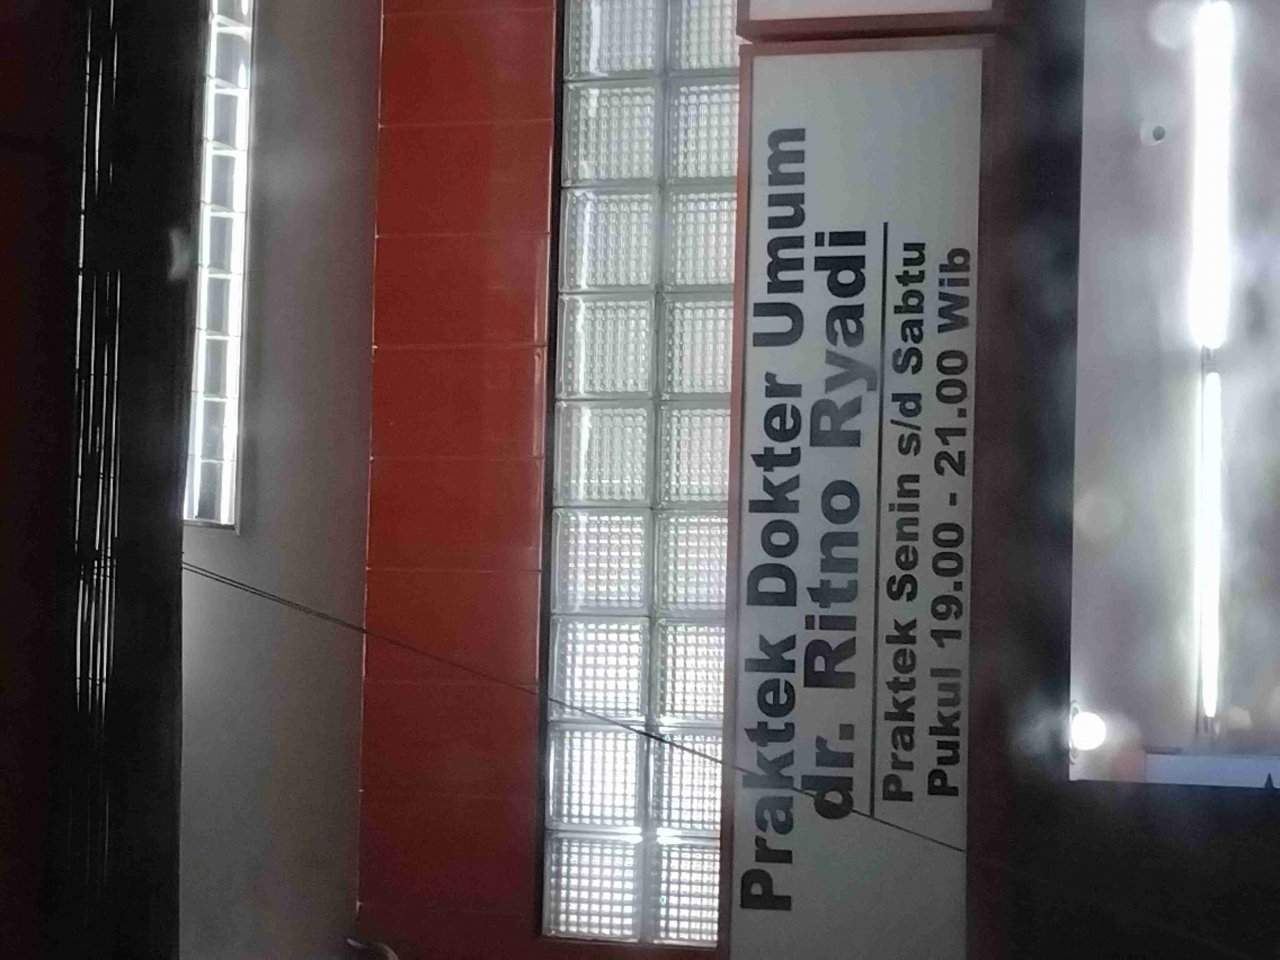 Praktek Dokter Umum
dr. Ritno Ryadi
Praktek Senin s/d Sabtu
Pukul 19.00 - 21.00 Wib